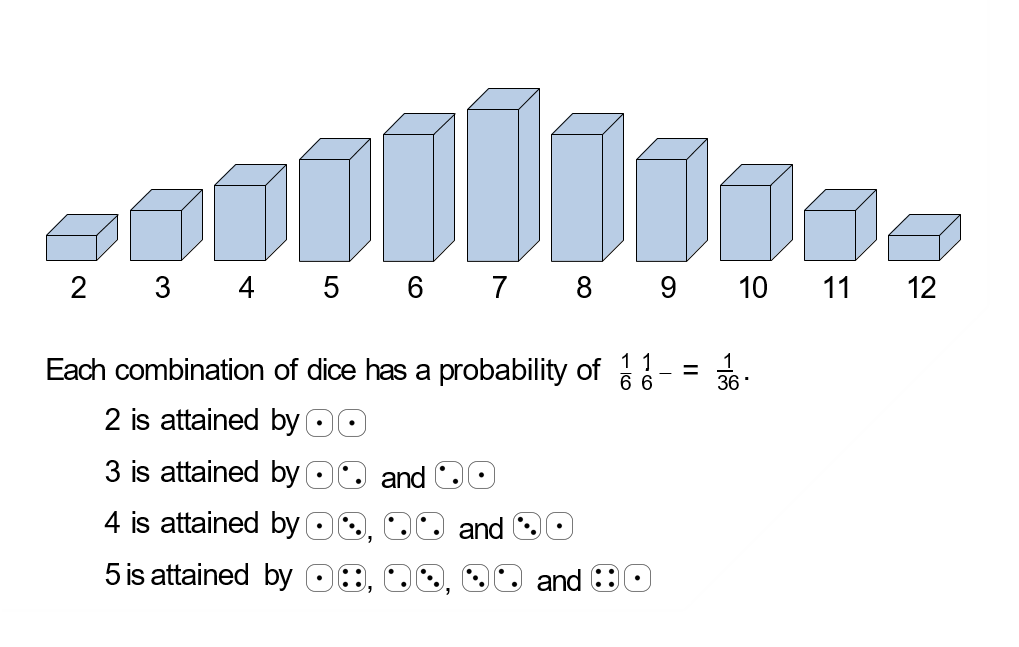 2 3 4 5 6 7 8 9 10 11 12
Each combination of dice has a probability of 1/6 1/6 = 1/36.
2 is attained by
3 is attained by and
4 is attained by , and
5 is attained by , , and